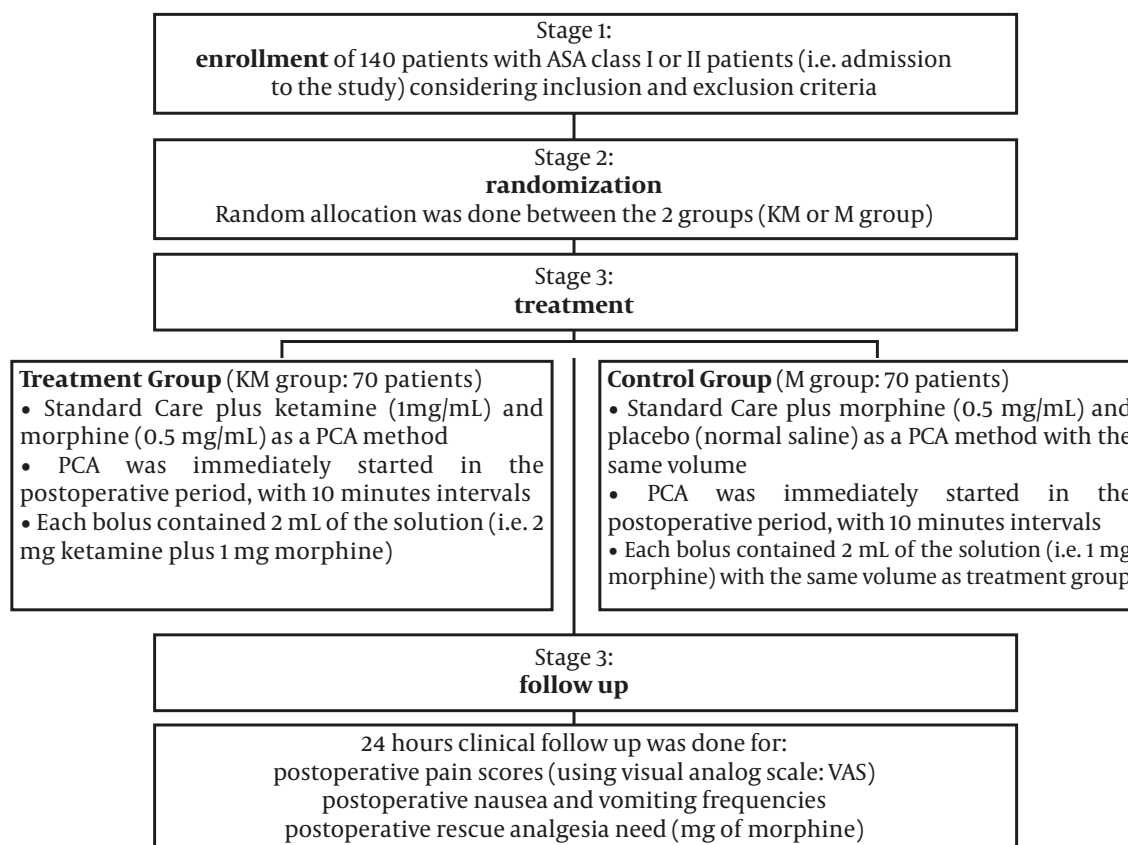 Stage 1:
enrollment of 140 patients with ASA class I or II patients (i.e. admission
to the study) considering inclusion and exclusion criteria
Stage 2:
randomization
Random allocation was done between the 2 groups (KM or M group)
Stage 3:
treatment
Treatment Group (KM group: 70 patients)
• Standard Care plus ketamine (1mg/mL) and
morphine (0.5 mg/mL) as a PCA method
• PCA was immediately started in the
postoperative period, with 10 minutes intervals
• Each bolus contained 2 mL of the solution (i.e. 2
mg ketamine plus 1 mg morphine)
Control Group (M group: 70 patients)
• Standard Care plus morphine (0.5 mg/mL) and
placebo (normal saline) as a PCA method with the
same volume
• PCA was immediately started in the
postoperative period, with 10 minutes intervals
• Each bolus contained 2 mL of the solution (i.e. 1 mg
morphine) with the same volume as treatment group
Stage 3:
follow up
24 hours clinical follow up was done for:
postoperative pain scores (using visual analog scale: VAS)
postoperative nausea and vomiting frequencies
postoperative rescue analgesia need (mg of morphine)